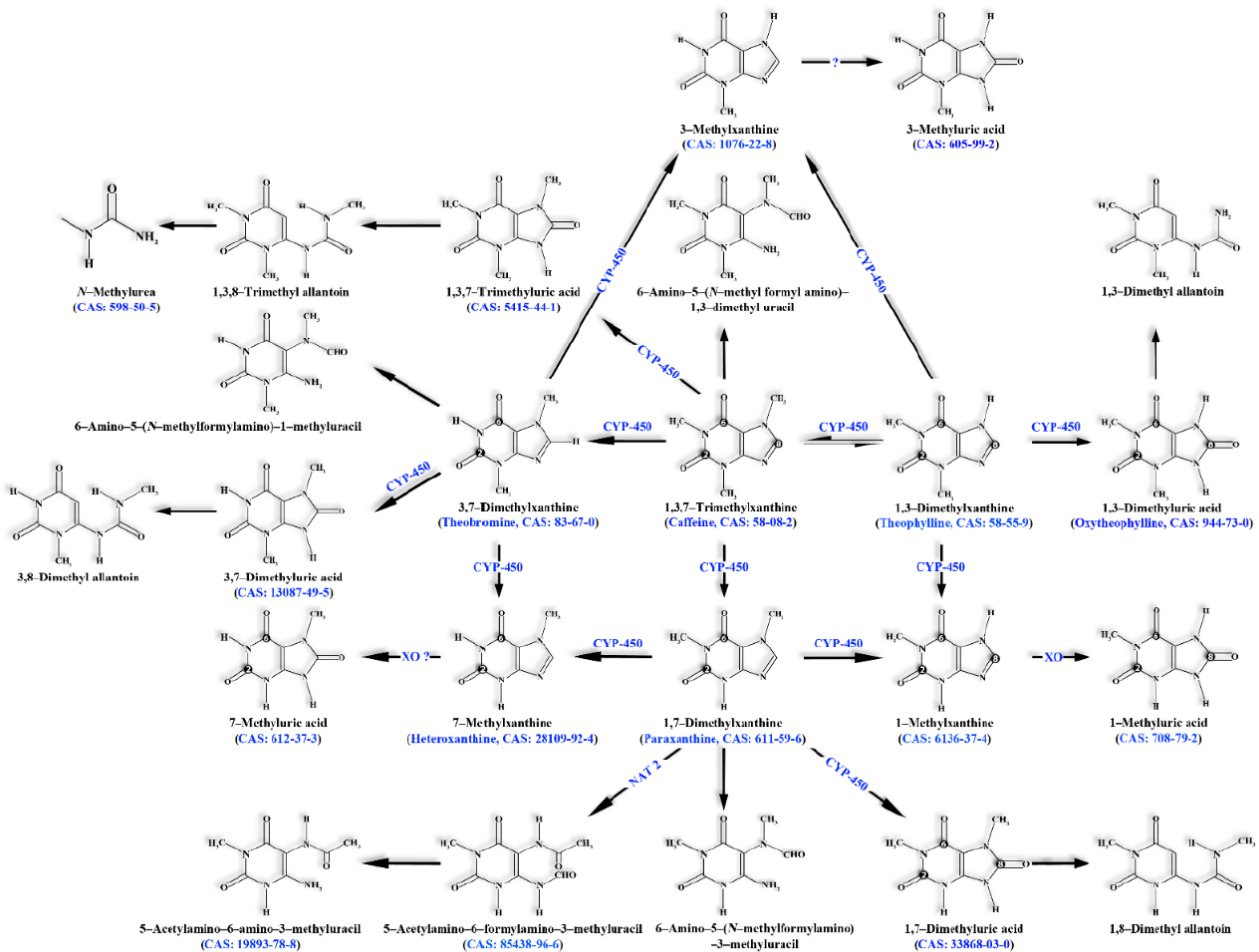 3–Methylxanthine
(CAS: 1076-22-8)
?
3–Methyluric acid
(CAS: 605-99-2)
N–Methylurea
(CAS: 598-50-5)
1,3,8–Trimethyl allantoin
1,3,7–Trimethyluric acid
(CAS: 5415-44-1)
CYP-450
6–Amino–5–(N–methyl formyl amino)–
1,3–dimethyl uracil
CYP-450
1,3–Dimethyl allantoin
CYP-450
6–Amino–5–(N–methylformylamino)–1–methyluracil
3,8–Dimethyl allantoin
3,7–Dimethyluric acid
(CAS: 13087-49-5)
CYP-450
3,7–Dimethylxanthine
(Theobromine, CAS: 83-67-0)
CYP-450
1,3,7–Trimethylxanthine
(Caffeine, CAS: 58-08-2)
CYP-450
1,3–Dimethylxanthine
(Theophylline, CAS: 58-55-9)
CYP-450
1,3–Dimethyluric acid
(Oxytheophylline, CAS: 944-73-0)
CYP-450
CYP-450
CYP-450
7–Methyluric acid
(CAS: 612-37-3)
XO ?
7–Methylxanthine
(Heteroxanthine, CAS: 28109-92-4)
CYP-450
1,7–Dimethylxanthine
(Paraxanthine, CAS: 611-59-6)
CYP-450
1–Methylxanthine
(CAS: 6136-37-4)
XO
1–Methyluric acid
(CAS: 708-79-2)
NAT 2
CYP-450
5–Acetylamino–6–amino–3–methyluracil
(CAS: 19893-78-8)
5–Acetylamino–6–formylamino–3–methyluracil
(CAS: 85438-96-6)
6–Amino–5–(N–methylformylamino)
–3–methyluracil
1,7–Dimethyluric acid
(CAS: 33868-03-0)
1,8–Dimethyl allantoin